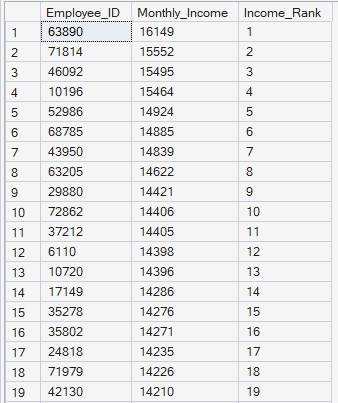 Employee_ID Monthly_Income Income_Rank
1 63890 16149 1
2 71814 15552 2
3 46092 15495 3
4 10196 15464 4
5 52986 14924 5
6 68785 14885 6
7 43950 14839 7
8 63205 14622 8
9 29880 14421 9
10 72862 14406 10
11 37212 14405 11
12 6110 14398 12
13 10720 14396 13
14 17149 14286 14
15 35278 14276 15
16 35802 14271 16
17 24818 14235 17
18 71979 14226 18
19 42130 14210 19